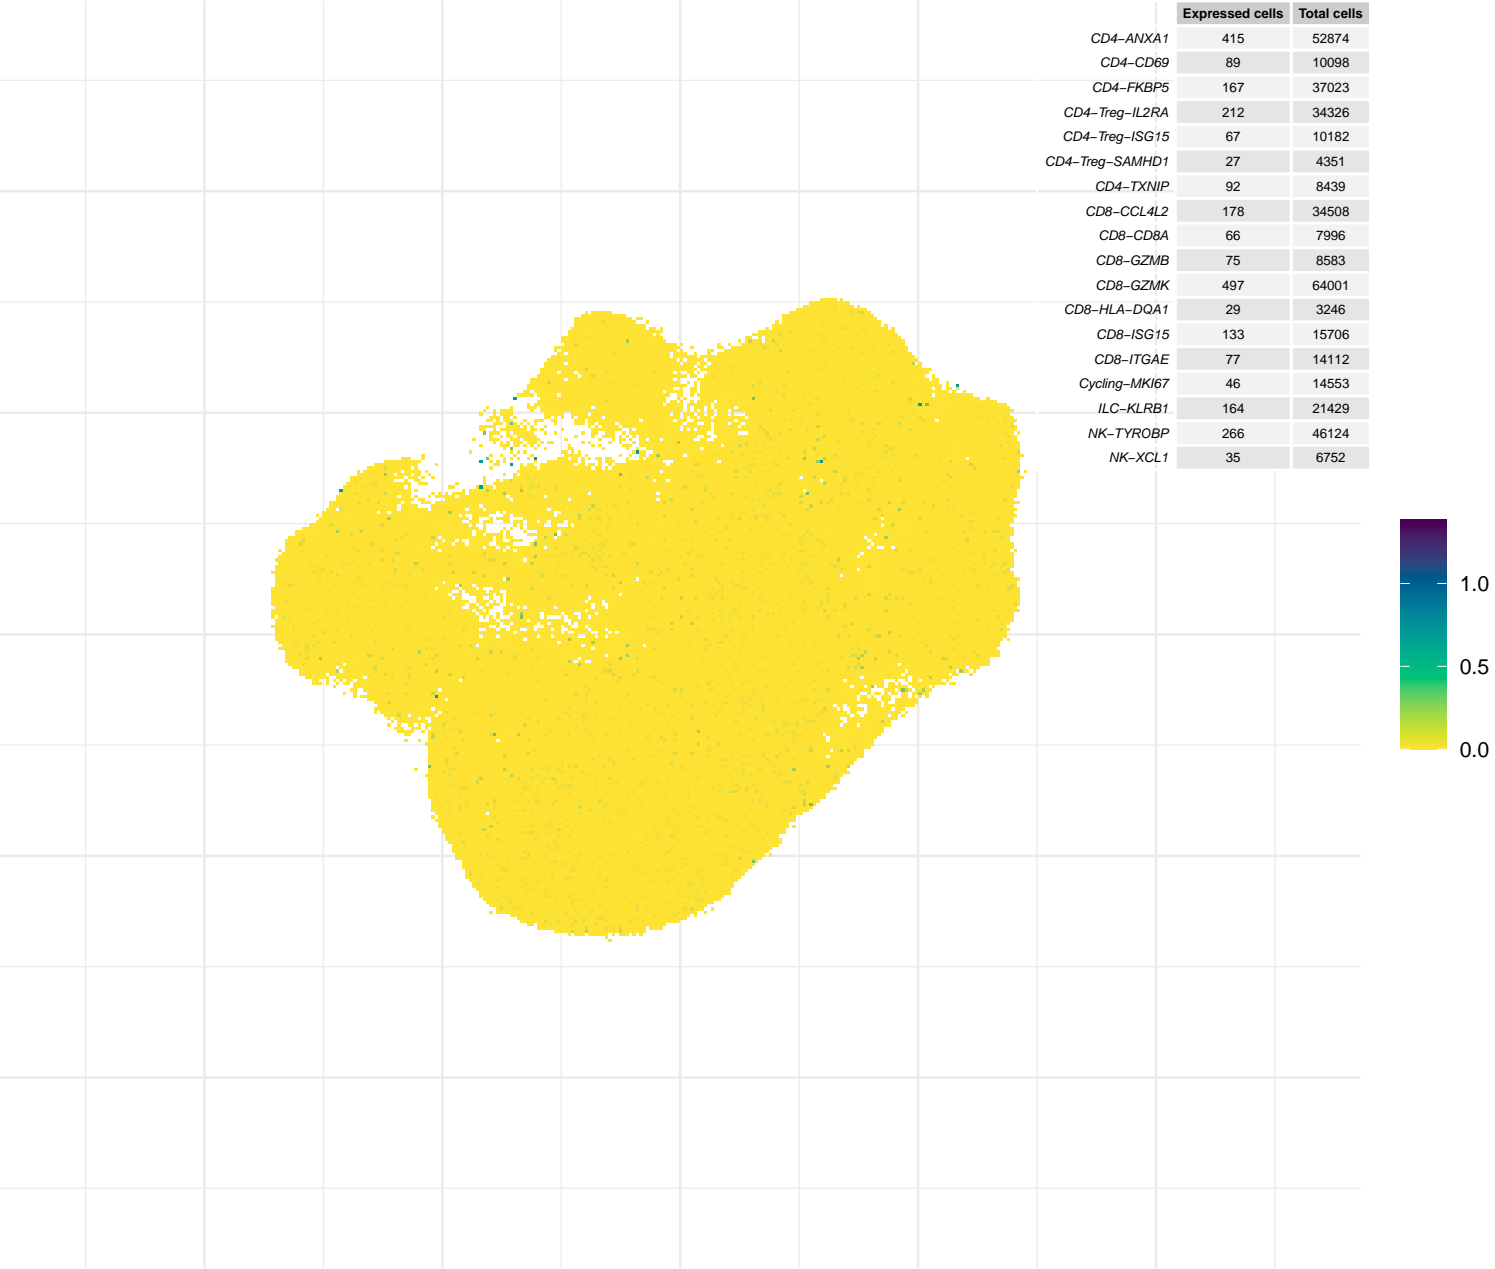 Expressed cells Total cells
CD4−ANXA1 415 52874
CD4−CD69 89 10098
CD4−FKBP5 167 37023
CD4−Treg−IL2RA 212 34326
CD4−Treg−ISG15 67 10182
CD4−Treg−SAMHD1 27 4351
CD4−TXNIP 92 8439
CD8−CCL4L2 178 34508
CD8−CD8A 66 7996
CD8−GZMB 75 8583
CD8−GZMK 497 64001
CD8−HLA−DQA1 29 3246
CD8−ISG15 133 15706
CD8−ITGAE 77 14112
Cycling−MKI67 46 14553
ILC−KLRB1 164 21429
NK−TYROBP 266 46124
NK−XCL1 35 6752
1.0
0.5
0.0